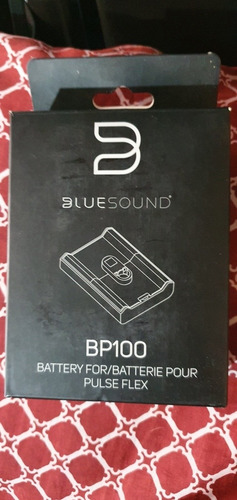 BLUESOUND
BP100
BATTERY FOR/BATTERIE POUR
PULSE FLEX